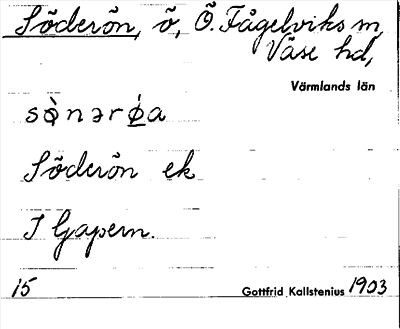 Söderön, ö, Ö. Fågelviks sn,
Väse hd,
Värmlands län
sø̀nərø̱a
Söderön ek
I Gapern.
15 Gottfrid Kallstenius 1903